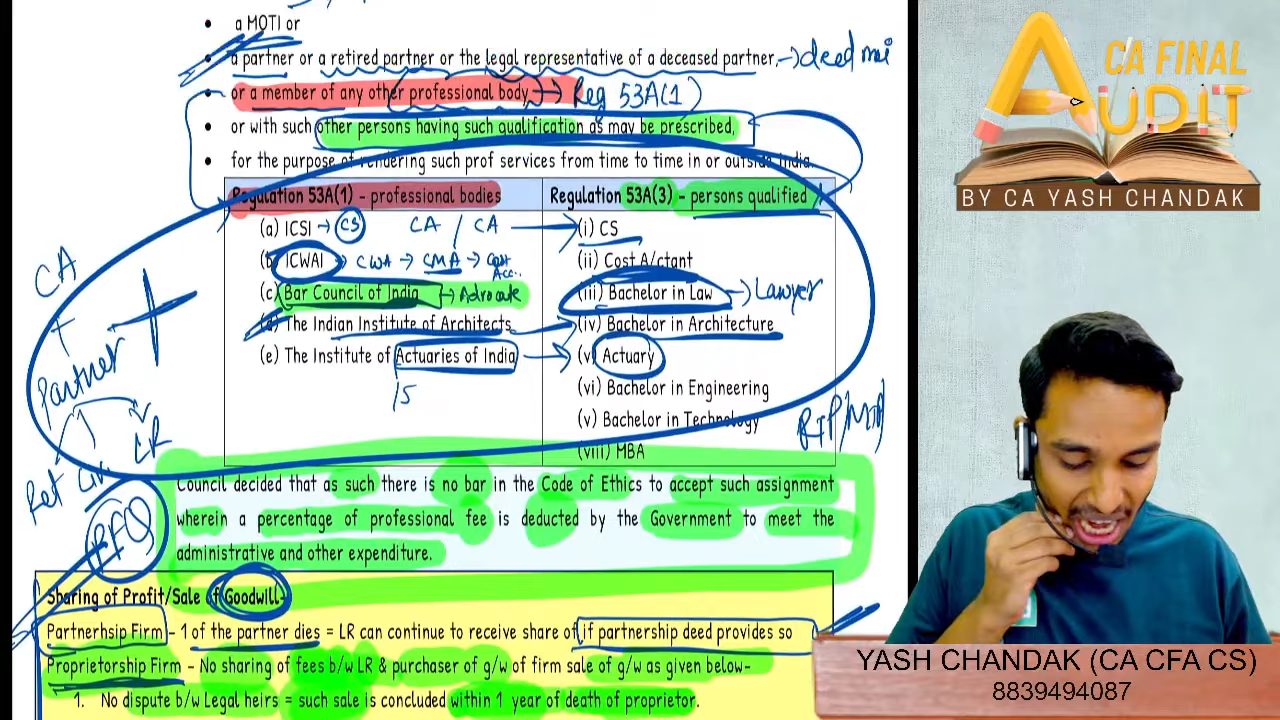 a MOTI or
a partner or a retired partner or the legal representative of a deceased partner, → deed mei
or a member of any other professional body → Reg 53A(1)
or with such other persons having such qualification as may be prescribed,
for the purpose of rendering such prof services from time to time in or outside India.
Regulation 53A(1) - professional bodies
Regulation 53A(3) - persons qualified
(a) ICSI → CS CA / CA
(i) CS
(b) ICWAI → CWA → CMA → Cost Acc..
(ii) Cost A/ctant
(c) Bar Council of India → Advocate
(iii) Bachelor in Law → Lawyer
(d) The Indian Institute of Architects
(iv) Bachelor in Architecture
(e) The Institute of Actuaries of India
(v) Actuary
(vi) Bachelor in Engineering
(v) Bachelor in Technology
(viii) MBA
CA
+
Partner
Ret
LR
Council decided that as such there is no bar in the Code of Ethics to accept such assignment
wherein a percentage of professional fee is deducted by the Government to meet the
administrative and other expenditure.
Sharing of Profit/Sale of Goodwill-
Partnerhsip Firm - 1 of the partner dies = LR can continue to receive share of if partnership deed provides so
Proprietorship Firm - No sharing of fees b/w LR & purchaser of g/w of firm sale of g/w as given below-
1. No dispute b/w Legal heirs = such sale is concluded within 1 year of death of proprietor.
CA FINAL
AUDIT
BY CA YASH CHANDAK
YASH CHANDAK (CA CFA CS)
8839494087